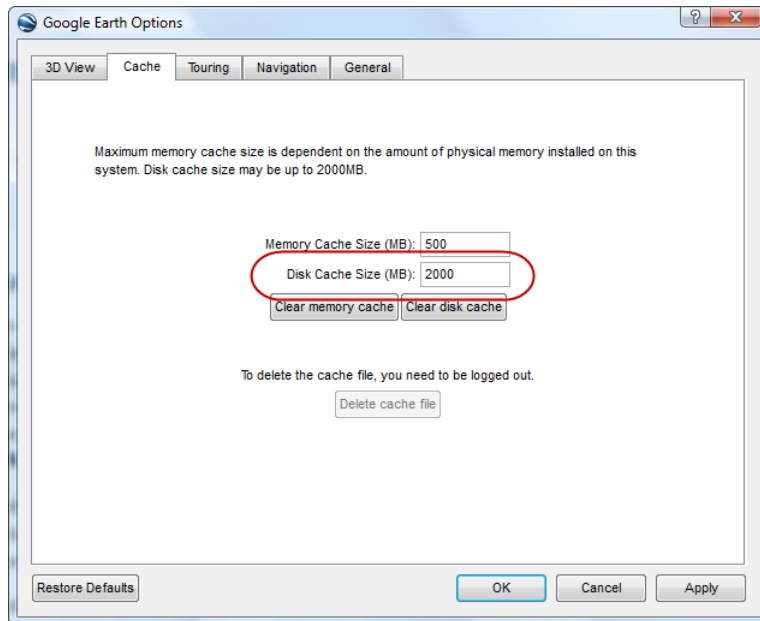 Google Earth Options
3D View Cache Touring Navigation General
Maximum memory cache size is dependent on the amount of physical memory installed on this
system. Disk cache size may be up to 2000MB.
Memory Cache Size (MB): 500
Disk Cache Size (MB): 2000
Clear memory cache Clear disk cache
To delete the cache file, you need to be logged out.
Delete cache file
Restore Defaults OK Cancel Apply